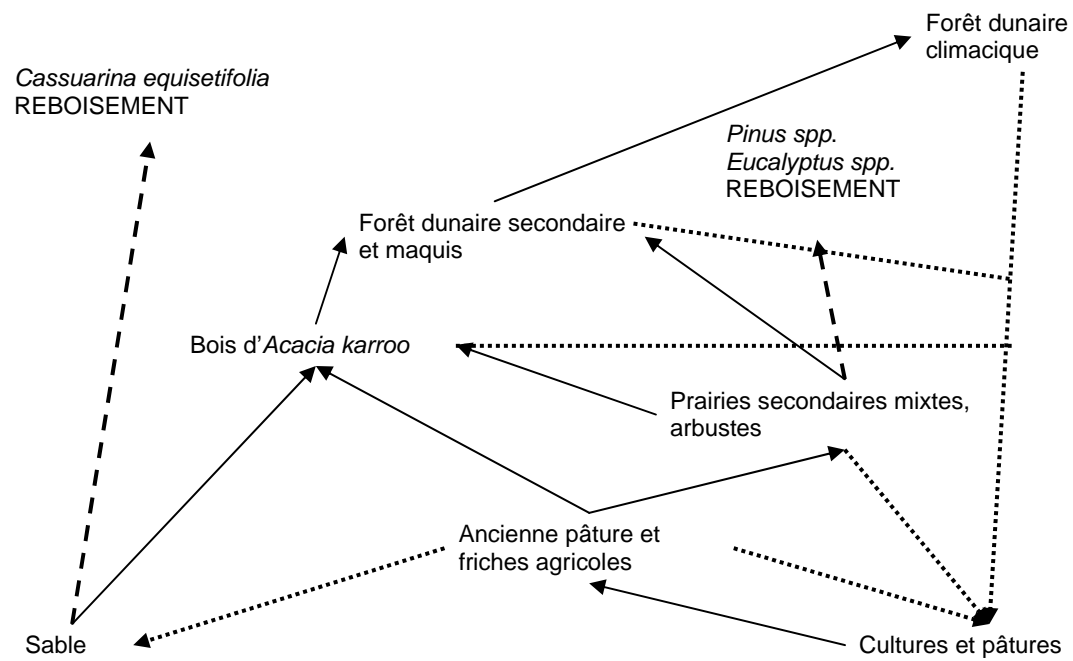 Forêt dunaire
climacique
Cassuarina equisetifolia
REBOISEMENT
Pinus spp.
Eucalyptus spp.
REBOISEMENT
Forêt dunaire secondaire
et maquis
Bois d'Acacia karroo
Prairies secondaires mixtes,
arbustes
Ancienne pâture et
friches agricoles
Sable
Cultures et pâtures